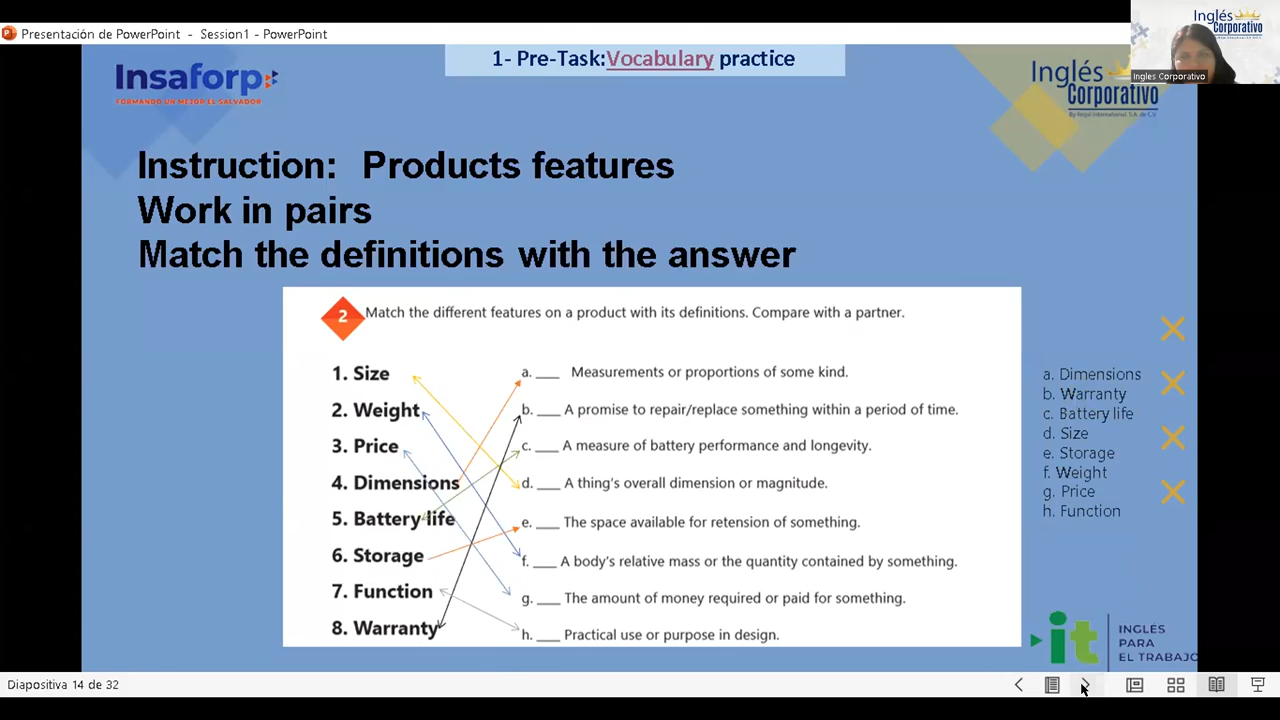 Presentación de PowerPoint - Session1 - PowerPoint
Inglés
Corporativo
Ingles Corporativo
1- Pre-Task:Vocabulary practice
Insaforp
FORMANDO UN MEJOR EL SALVADOR
Inglés
Corporativo
By Regal International, S.A. de C.V.
Instruction: Products features
Work in pairs
Match the definitions with the answer
2 Match the different features on a product with its definitions. Compare with a partner.
1. Size
2. Weight
3. Price
4. Dimensions
5. Battery life
6. Storage
7. Function
8. Warranty
a. ___ Measurements or proportions of some kind.
b. ___ A promise to repair/replace something within a period of time.
c. ___ A measure of battery performance and longevity.
d. ___ A thing's overall dimension or magnitude.
e. ___ The space available for retention of something.
f. ___ A body's relative mass or the quantity contained by something.
g. ___ The amount of money required or paid for something.
h. ___ Practical use or purpose in design.
a. Dimensions
b. Warranty
c. Battery life
d. Size
e. Storage
f. Weight
g. Price
h. Function
it
INGLÉS
PARA
EL TRABAJO
Diapositiva 14 de 32